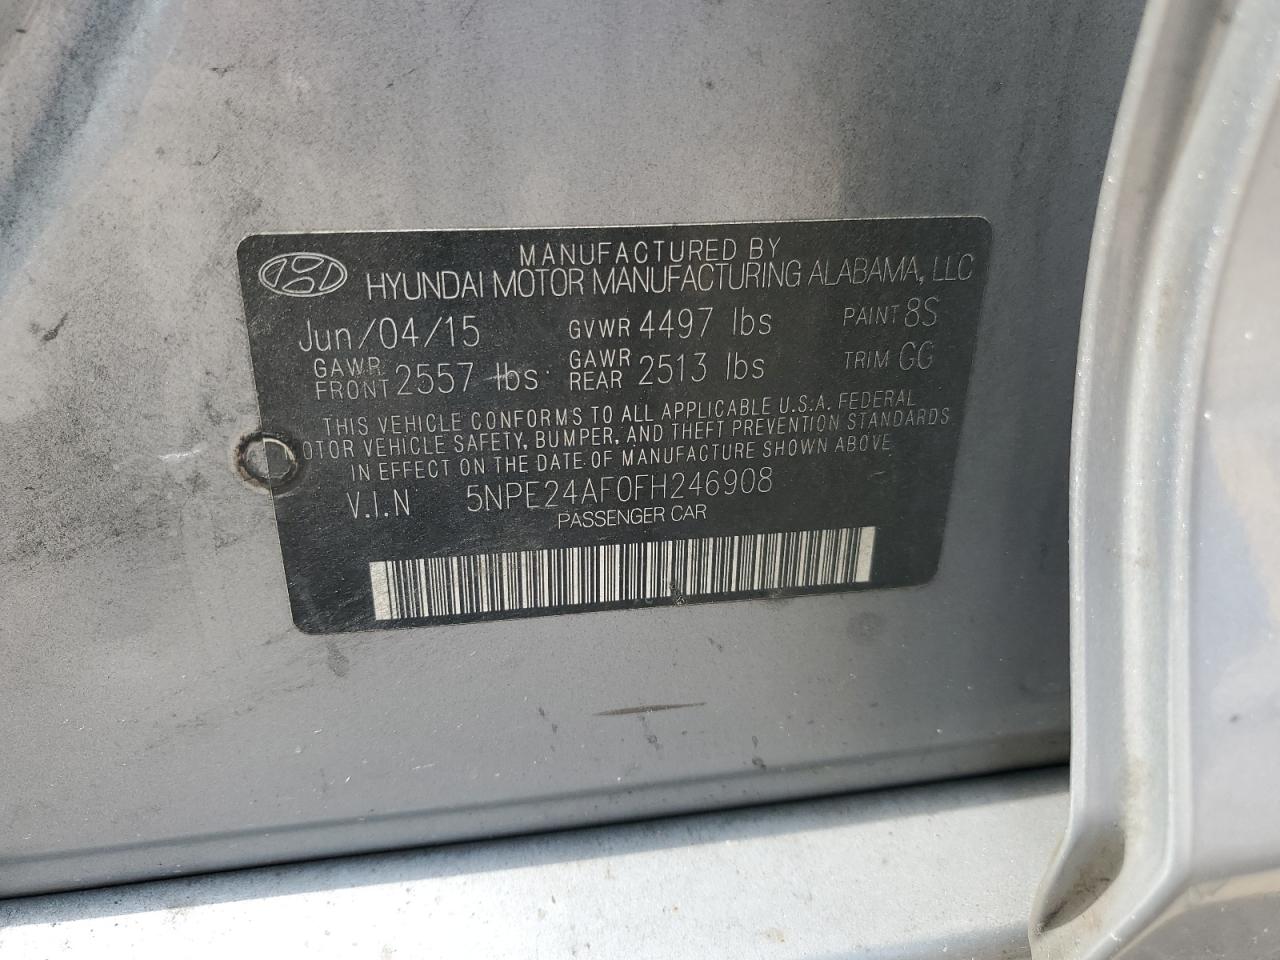 MANUFACTURED BY
HYUNDAI MOTOR MANUFACTURING ALABAMA, LLC
Jun/04/15 GVWR 4497 lbs PAINT 8S
GAWR FRONT 2557 lbs GAWR REAR 2513 lbs TRIM GG
THIS VEHICLE CONFORMS TO ALL APPLICABLE U.S.A. FEDERAL
OTOR VEHICLE SAFETY, BUMPER, AND THEFT PREVENTION STANDARDS
IN EFFECT ON THE DATE OF MANUFACTURE SHOWN ABOVE
V.I.N 5NPE24AF0FH246908
PASSENGER CAR